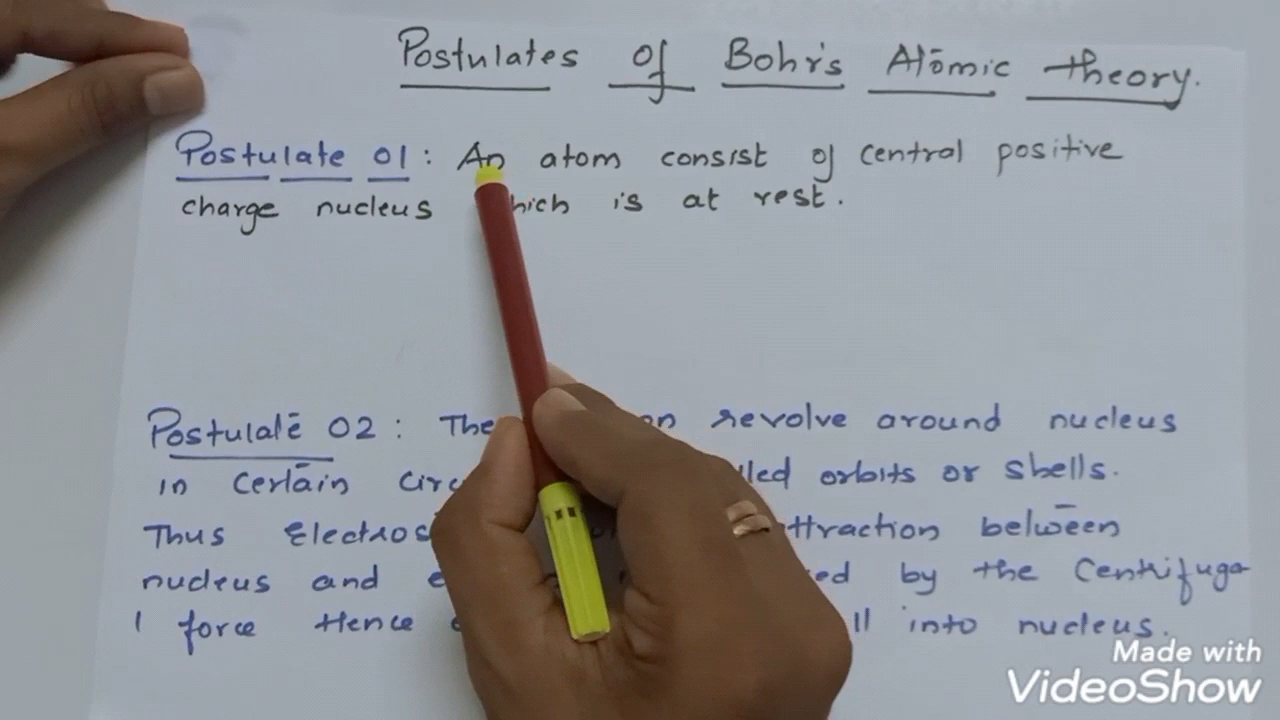 Postulates of Bohr's Atomic theory.
Postulate 01: An atom consist of central positive
charge nucleus which is at rest.
Postulate 02: The revolve around nucleus
in certain orbits or shells.
Thus attraction between
nucleus and by the Centrifuga
l force Hence into nucleus.
Made with
VideoShow